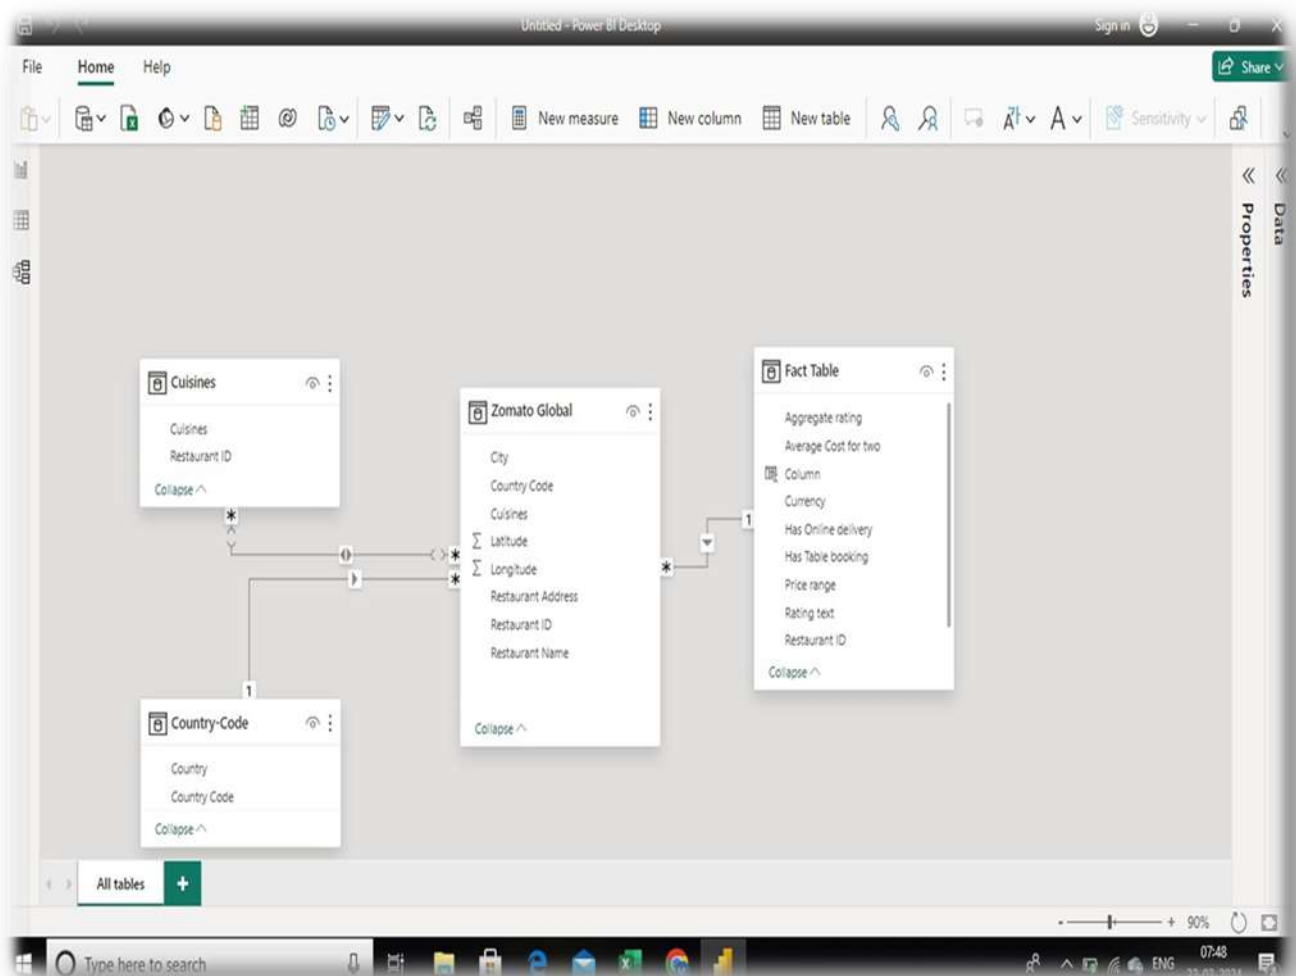 Untitled - Power BI Desktop
Sign in
File
Home
Help
Share
New measure
New column
New table
Sensitivity
Properties
Data
Cuisines
Cuisines
Restaurant ID
Collapse
*
*
Zomato Global
City
Country Code
Cuisines
Σ Latitude
Σ Longitude
Restaurant Address
Restaurant ID
Restaurant Name
Collapse
*
*
1
Fact Table
Aggregate rating
Average Cost for two
Column
Currency
Has Online delivery
Has Table booking
Price range
Rating text
Restaurant ID
Collapse
1
Country-Code
Country
Country Code
Collapse
All tables
+
- + 90%
Type here to search
ENG
07:48